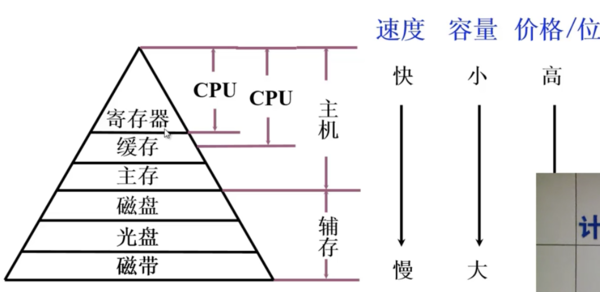 速度 容量 价格/位
快 小 高
CPU
CPU
主机
寄存器
缓存
主存
磁盘
辅存
光盘
磁带
慢 大
计